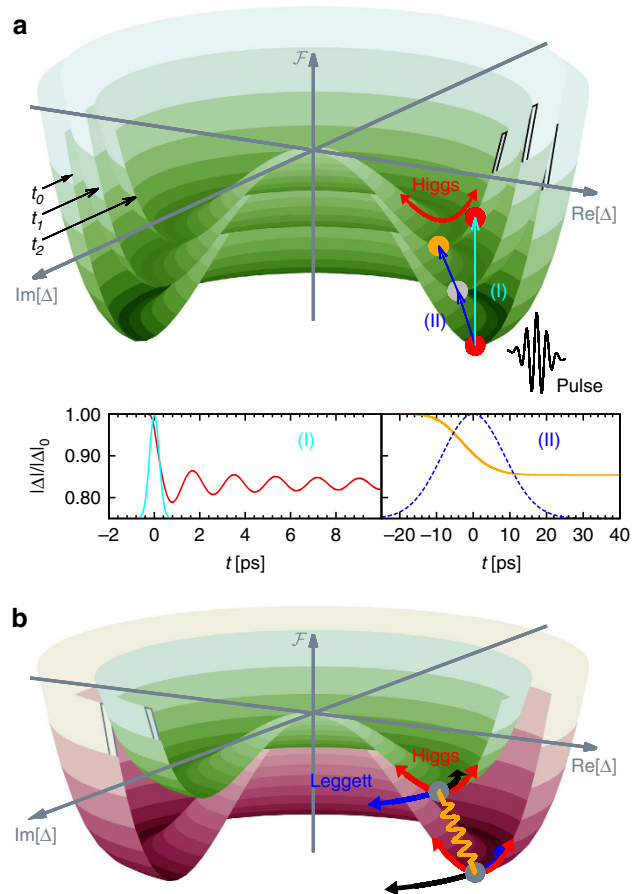 a
ℱ
Higgs
t0
t1
t2
Re[Δ]
Im[Δ]
(I)
(II)
Pulse
1.00
0.90
0.80
|Δ|/|Δ|0
(I)
(II)
−2 0 2 4 6 8
−20 −10 0 10 20 30 40
t [ps]
t [ps]
b
ℱ
Higgs
Leggett
Re[Δ]
Im[Δ]